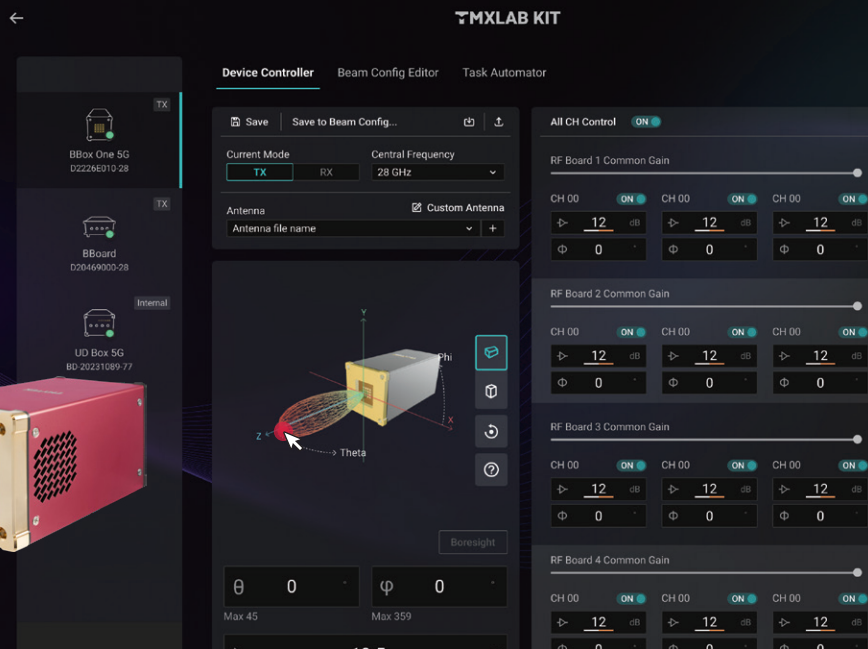 TMXLAB KIT
Device Controller Beam Config Editor Task Automator
TX
BBox One 5G
D2226E010-28
TX
BBoard
D20469000-28
Internal
UD Box 5G
BD-20231089-77
Save Save to Beam Config...
Current Mode Central Frequency
TX RX 28 GHz
Antenna Custom Antenna
Antenna file name +
Y
Phi
X
Z
Theta
Boresight
θ 0 ° φ 0 °
Max 45 Max 359
All CH Control ON
RF Board 1 Common Gain
CH 00 ON CH 00 ON CH 00 ON
12 dB 12 dB 12 dB
Φ 0 ° Φ 0 ° Φ 0 °
RF Board 2 Common Gain
CH 00 ON CH 00 ON CH 00 ON
12 dB 12 dB 12 dB
Φ 0 ° Φ 0 ° Φ 0 °
RF Board 3 Common Gain
CH 00 ON CH 00 ON CH 00 ON
12 dB 12 dB 12 dB
Φ 0 ° Φ 0 ° Φ 0 °
RF Board 4 Common Gain
CH 00 ON CH 00 ON CH 00 ON
12 dB 12 dB 12 dB